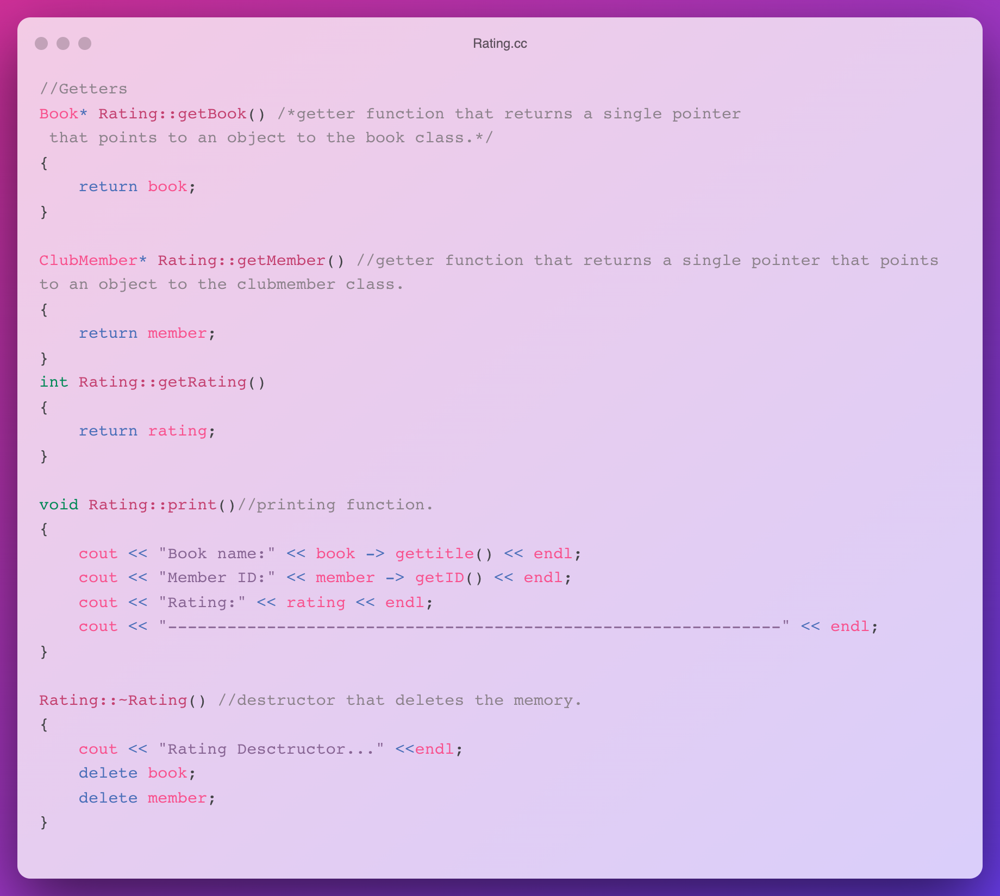 Rating.cc
//Getters
Book* Rating::getBook() /*getter function that returns a single pointer
 that points to an object to the book class.*/
{
    return book;
}

ClubMember* Rating::getMember() //getter function that returns a single pointer that points
to an object to the clubmember class.
{
    return member;
}
int Rating::getRating()
{
    return rating;
}

void Rating::print()//printing function.
{
    cout << "Book name:" << book -> gettitle() << endl;
    cout << "Member ID:" << member -> getID() << endl;
    cout << "Rating:" << rating << endl;
    cout << "--------------------------------------------------------------" << endl;
}

Rating::~Rating() //destructor that deletes the memory.
{
    cout << "Rating Desctructor..." <<endl;
    delete book;
    delete member;
}